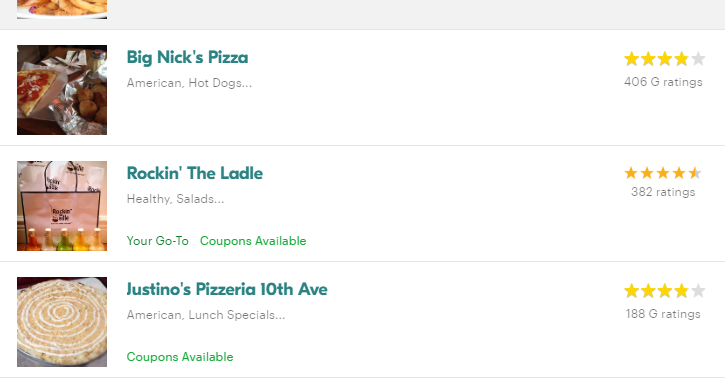 Big Nick's Pizza
American, Hot Dogs...
406 G ratings
Rockin' The Ladle
Healthy, Salads...
382 ratings
Your Go-To Coupons Available
Justino's Pizzeria 10th Ave
American, Lunch Specials...
188 G ratings
Coupons Available